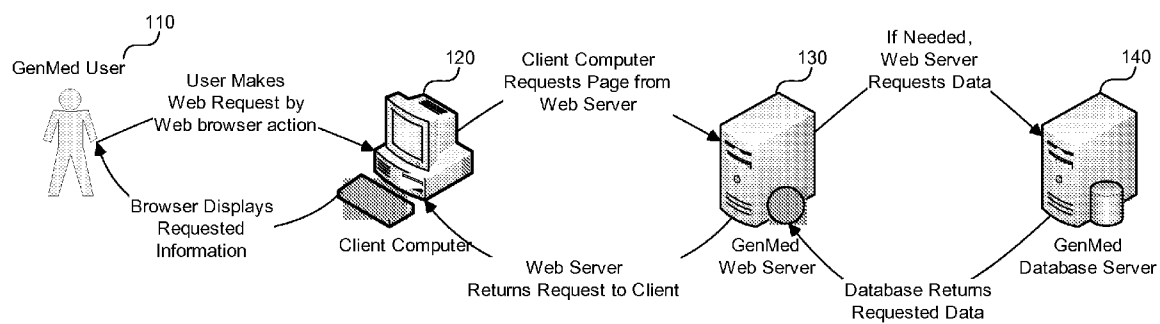 110
GenMed User
User Makes
Web Request by
Web browser action
Browser Displays
Requested
Information
120
Client Computer
Client Computer
Requests Page from
Web Server
Web Server
Returns Request to Client
130
GenMed
Web Server
If Needed,
Web Server
Requests Data
Database Returns
Requested Data
140
GenMed
Database Server